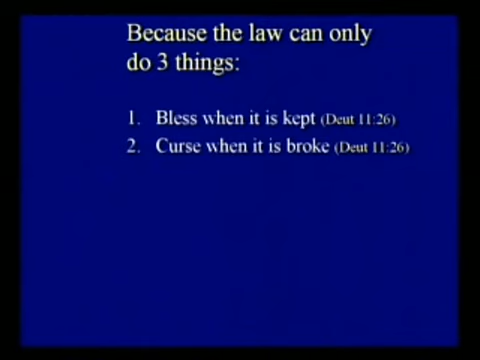 Because the law can only
do 3 things:
1. Bless when it is kept (Deut 11:26)
2. Curse when it is broke (Deut 11:26)